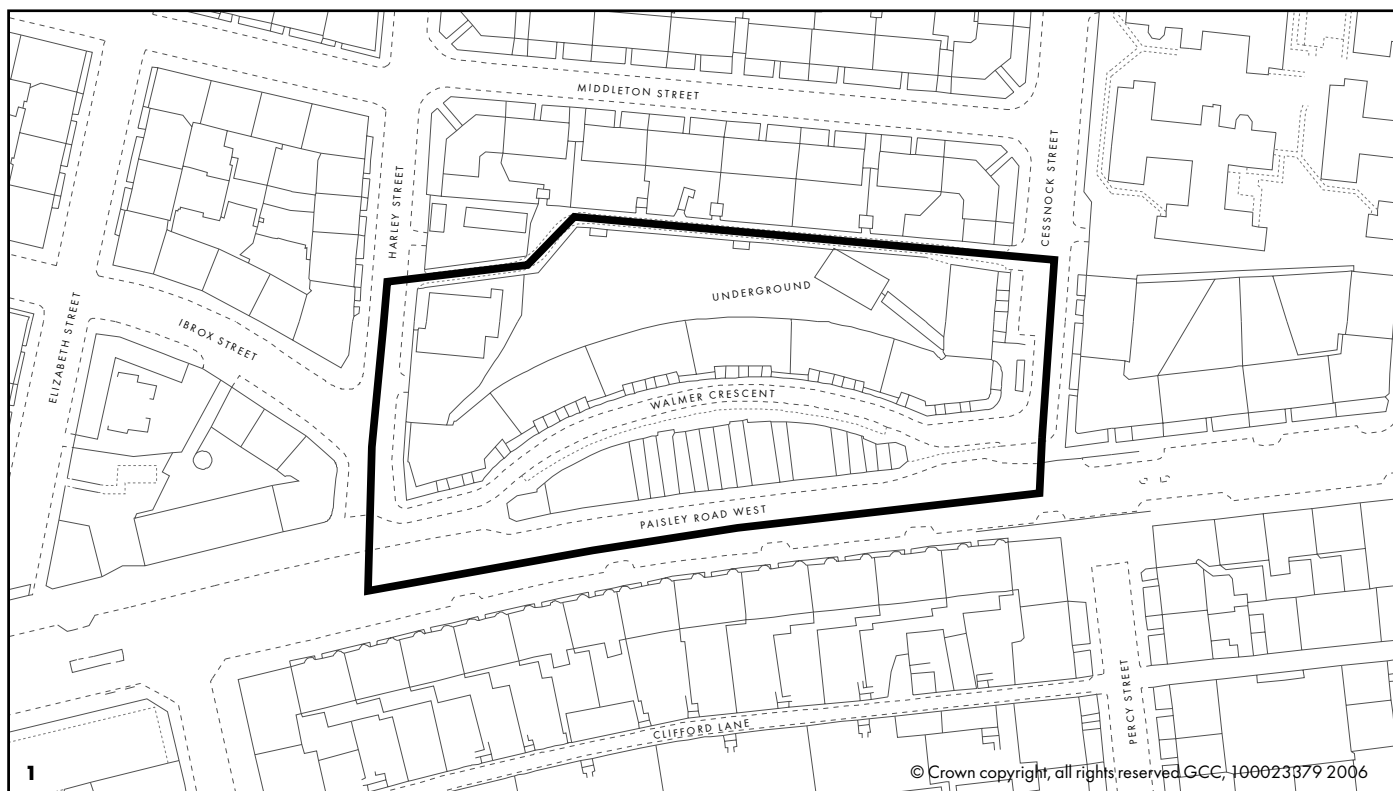 MIDDLETON STREET
HARLEY STREET
CESSNOCK STREET
UNDERGROUND
ELIZABETH STREET
IBROX STREET
WALMER CRESCENT
PAISLEY ROAD WEST
CLIFFORD LANE
PERCY STREET
1
© Crown copyright, all rights reserved.GCC, 100023379 2006